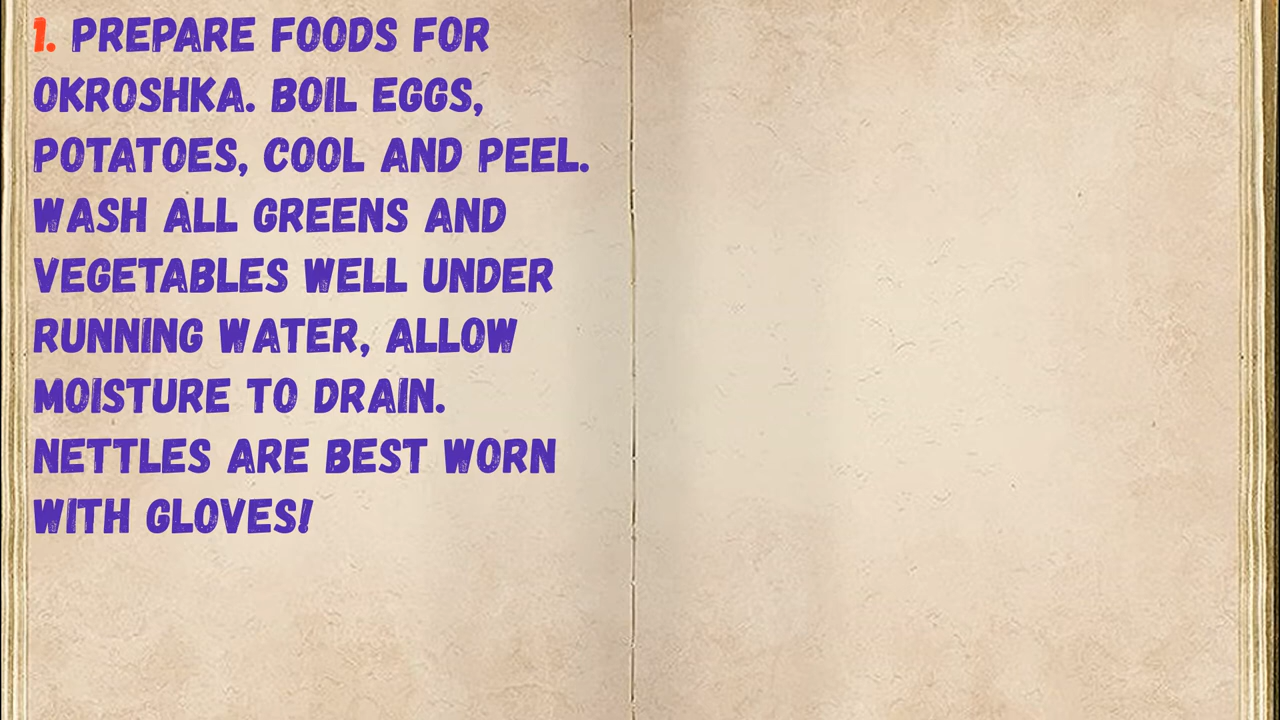 1. PREPARE FOODS FOR
OKROSHKA. BOIL EGGS,
POTATOES, COOL AND PEEL.
WASH ALL GREENS AND
VEGETABLES WELL UNDER
RUNNING WATER, ALLOW
MOISTURE TO DRAIN.
NETTLES ARE BEST WORN
WITH GLOVES!